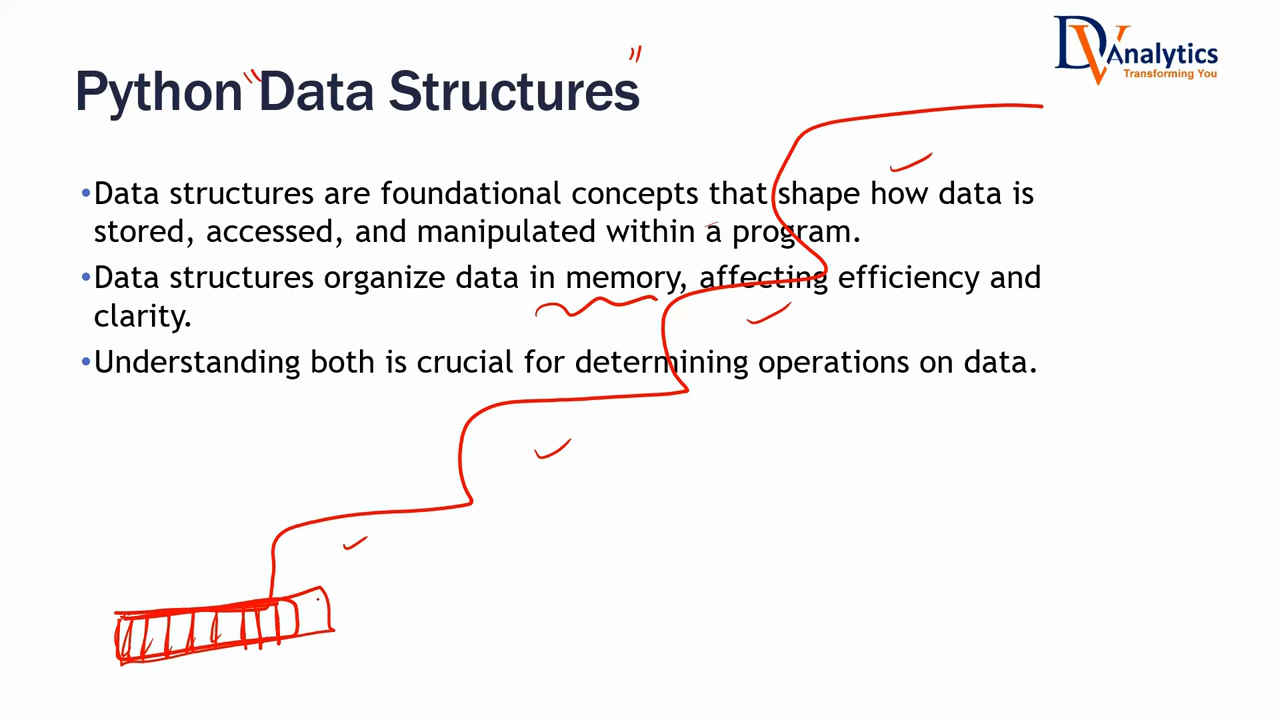 DV Analytics
Transforming You
Python "Data Structures"
•Data structures are foundational concepts that shape how data is
stored, accessed, and manipulated within a program.
•Data structures organize data in memory, affecting efficiency and
clarity.
•Understanding both is crucial for determining operations on data.